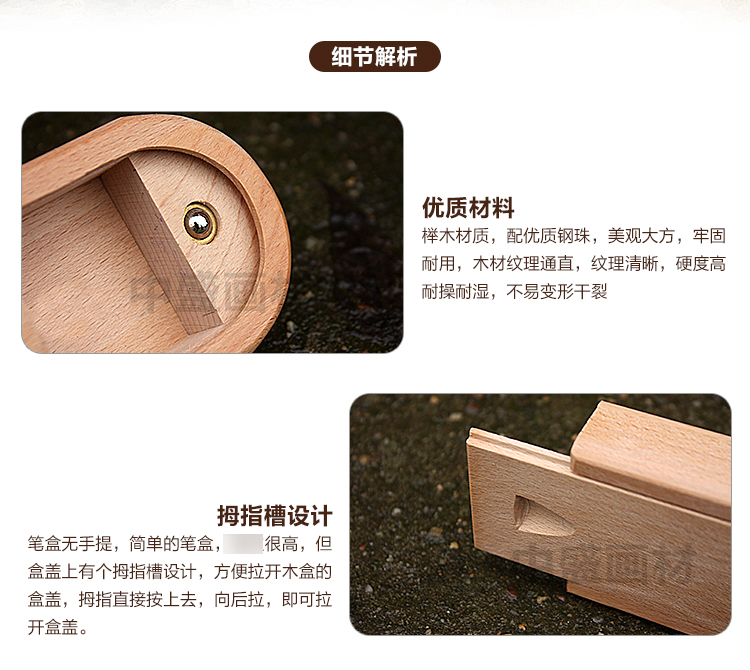 细节解析
优质材料
榉木材质，配优质钢珠，美观大方，牢固
耐用，木材纹理通直，纹理清晰，硬度高
耐操耐湿，不易变形干裂
中盛画材
拇指槽设计
笔盒无手提，简单的笔盒，很高，但
盒盖上有个拇指槽设计，方便拉开木盒的
盒盖，拇指直接按上去，向后拉，即可拉
开盒盖。
中盛画材